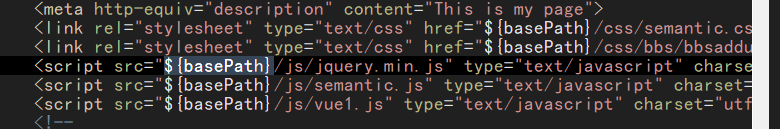 <meta http-equiv="description" content="This is my page">
<link rel="stylesheet" type="text/css" href="${basePath}/css/semantic.cs
<link rel="stylesheet" type="text/css" href="${basePath}/css/bbs/bbsaddu
<script src="${basePath}/js/jquery.min.js" type="text/javascript" charse
<script src="${basePath}/js/semantic.js" type="text/javascript" charset=
<script src="${basePath}/js/vue1.js" type="text/javascript" charset="utf
<!--